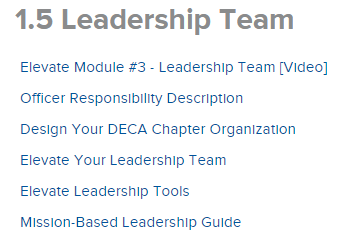 1.5 Leadership Team
Elevate Module #3 - Leadership Team [Video]
Officer Responsibility Description
Design Your DECA Chapter Organization
Elevate Your Leadership Team
Elevate Leadership Tools
Mission-Based Leadership Guide